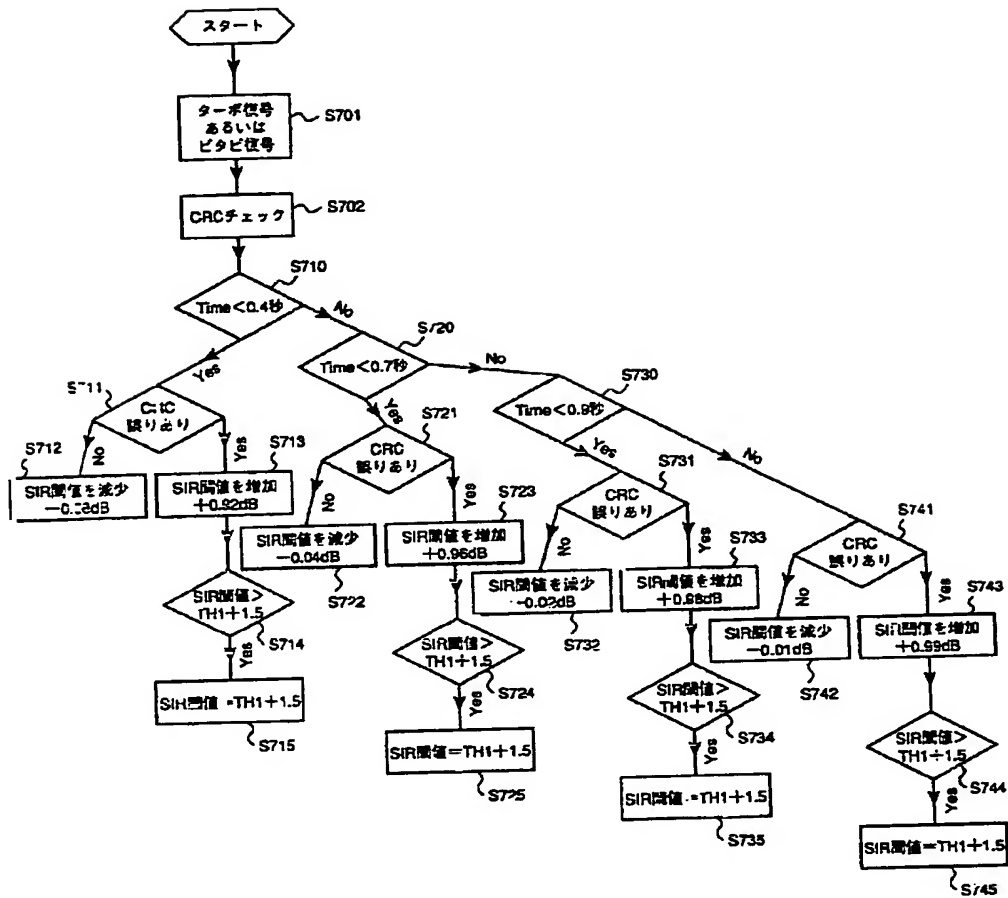 スタート
ターボ復号
あるいは
ビタビ復号
S701
CRCチェック
S702
S710
Time<0.4秒
No
Yes
S720
Time<0.7秒
No
Yes
S730
Time<0.9秒
Yes
No
S711
CRC
誤りあり
No
Yes
S712
SIR閾値を減少
S713
SIR閾値を増加
+0.92dB
SIR閾値>
TH1+1.5
S714
Yes
SIR閾値=TH1+1.5
S715
S721
CRC
誤りあり
No
Yes
SIR閾値を減少
-0.04dB
S722
S723
SIR閾値を増加
+0.96dB
SIR閾値>
TH1+1.5
S724
Yes
SIR閾値=TH1+1.5
S725
S731
CRC
誤りあり
No
Yes
SIR閾値を減少
-0.02dB
S732
S733
SIR閾値を増加
+0.98dB
SIR閾値>
TH1+1.5
S734
Yes
SIR閾値=TH1+1.5
S735
S741
CRC
誤りあり
No
Yes
SIR閾値を減少
-0.01dB
S742
S743
SIR閾値を増加
+0.99dB
SIR閾値>
TH1+1.5
S744
Yes
SIR閾値=TH1+1.5
S745